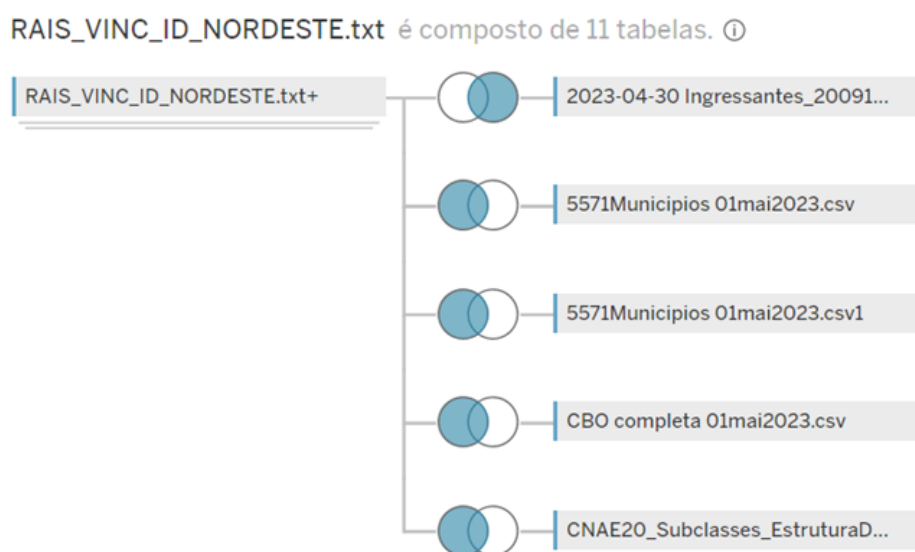 RAIS_VINC_ID_NORDESTE.txt é composto de 11 tabelas. ⓘ
RAIS_VINC_ID_NORDESTE.txt+
2023-04-30 Ingressantes_20091...
5571Municipios 01mai2023.csv
5571Municipios 01mai2023.csv1
CBO completa 01mai2023.csv
CNAE20_Subclasses_EstruturaD...